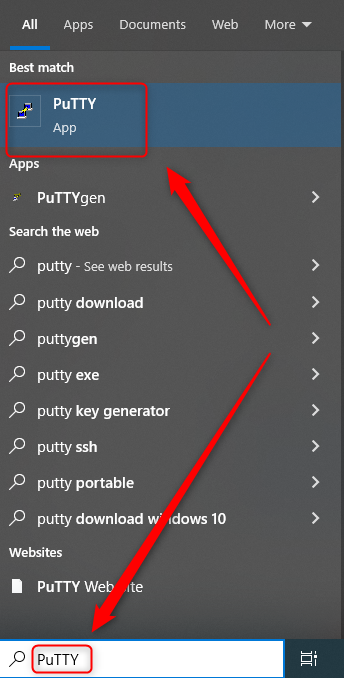 All Apps Documents Web More
Best match
PuTTY
App
Apps
PuTTYgen
Search the web
putty - See web results
putty download
puttygen
putty exe
putty key generator
putty ssh
putty portable
putty download windows 10
Websites
PuTTY Website
PuTTY